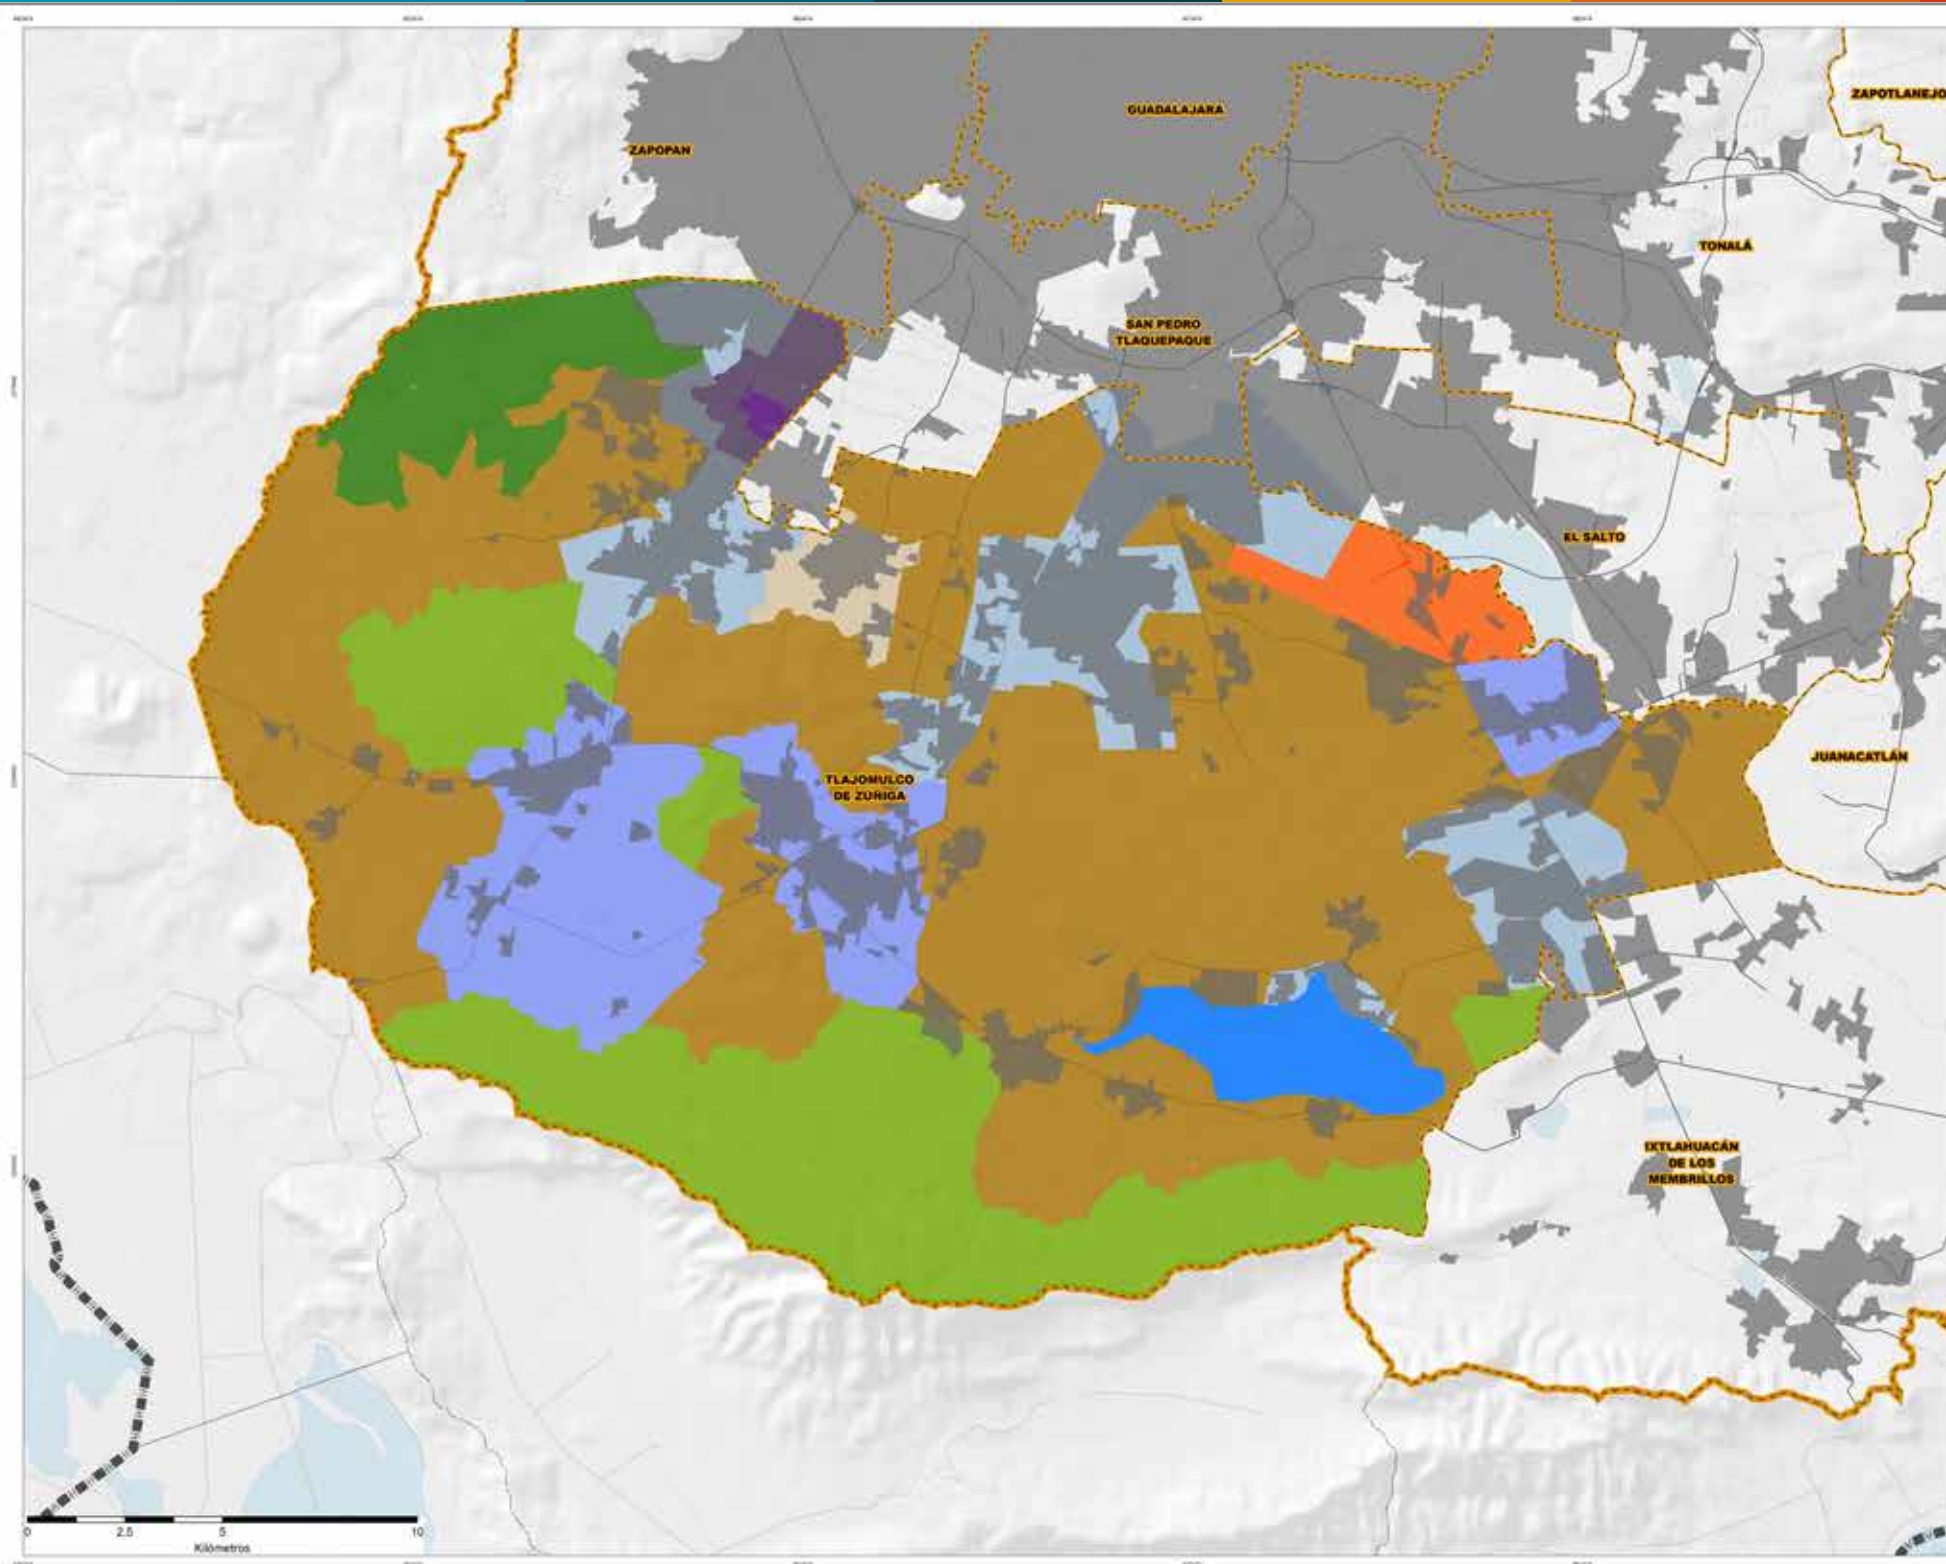 ZAPOTLANEJO
GUADALAJARA
ZAPOPAN
TONALÁ
SAN PEDRO
TLAQUEPAQUE
EL SALTO
JUANACATLÁN
TLAJOMULCO
DE ZÚÑIGA
IXTLAHUACÁN
DE LOS
MEMBRILLOS
0 2.5 5 10
Kilómetros